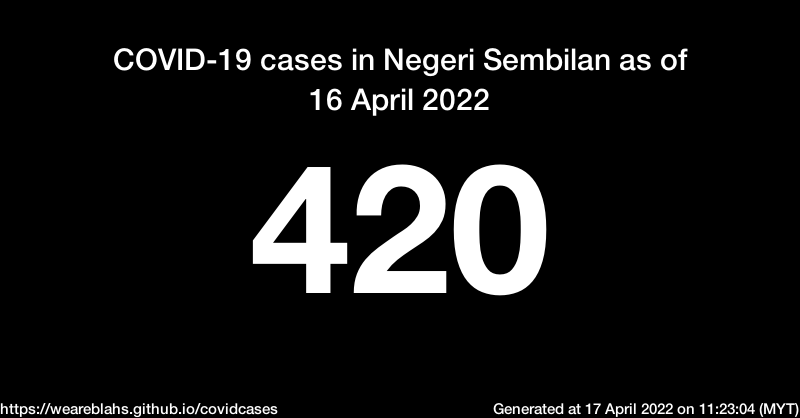 COVID-19 cases in Negeri Sembilan as of
16 April 2022
420
https://weareblahs.github.io/covidcases
Generated at 17 April 2022 on 11:23:04 (MYT)